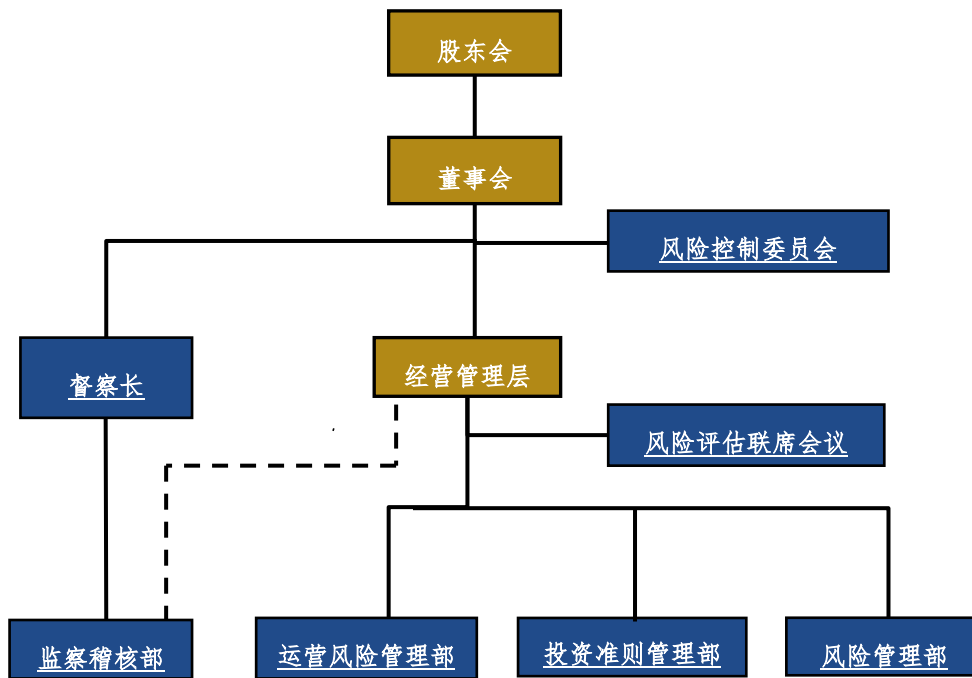 股东会
董事会
风险控制委员会
督察长
经营管理层
风险评估联席会议
监察稽核部
运营风险管理部
投资准则管理部
风险管理部